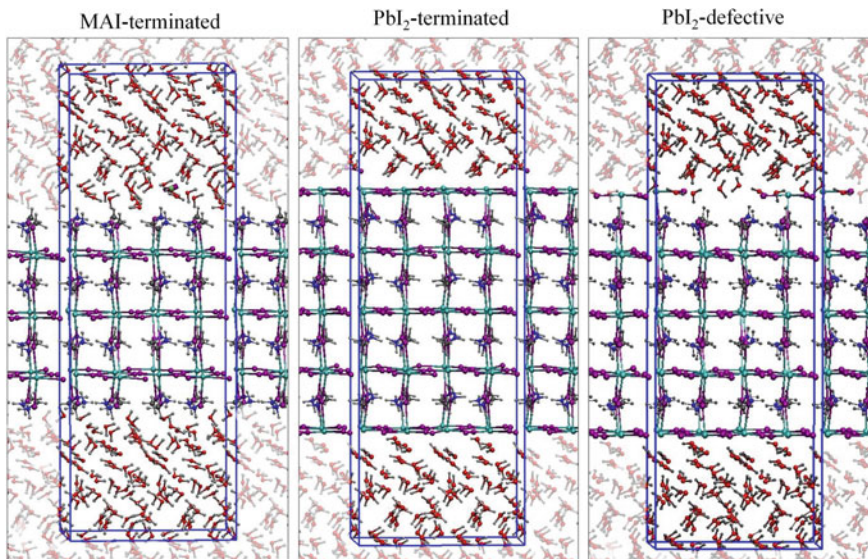 MAI-terminated
PbI₂-terminated
PbI₂-defective